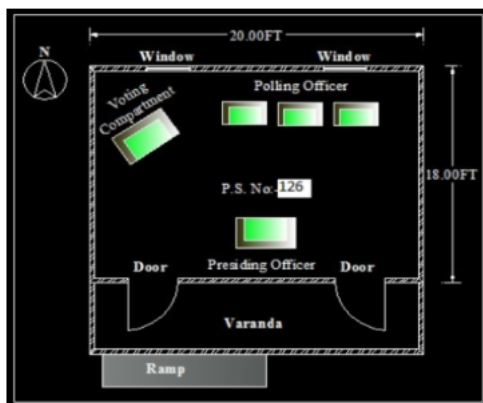 20.00FT
N
Window
Window
Voting
Compartment
Polling Officer
18.00FT
P.S. No:-126
Door
Presiding Officer
Door
Varanda
Ramp